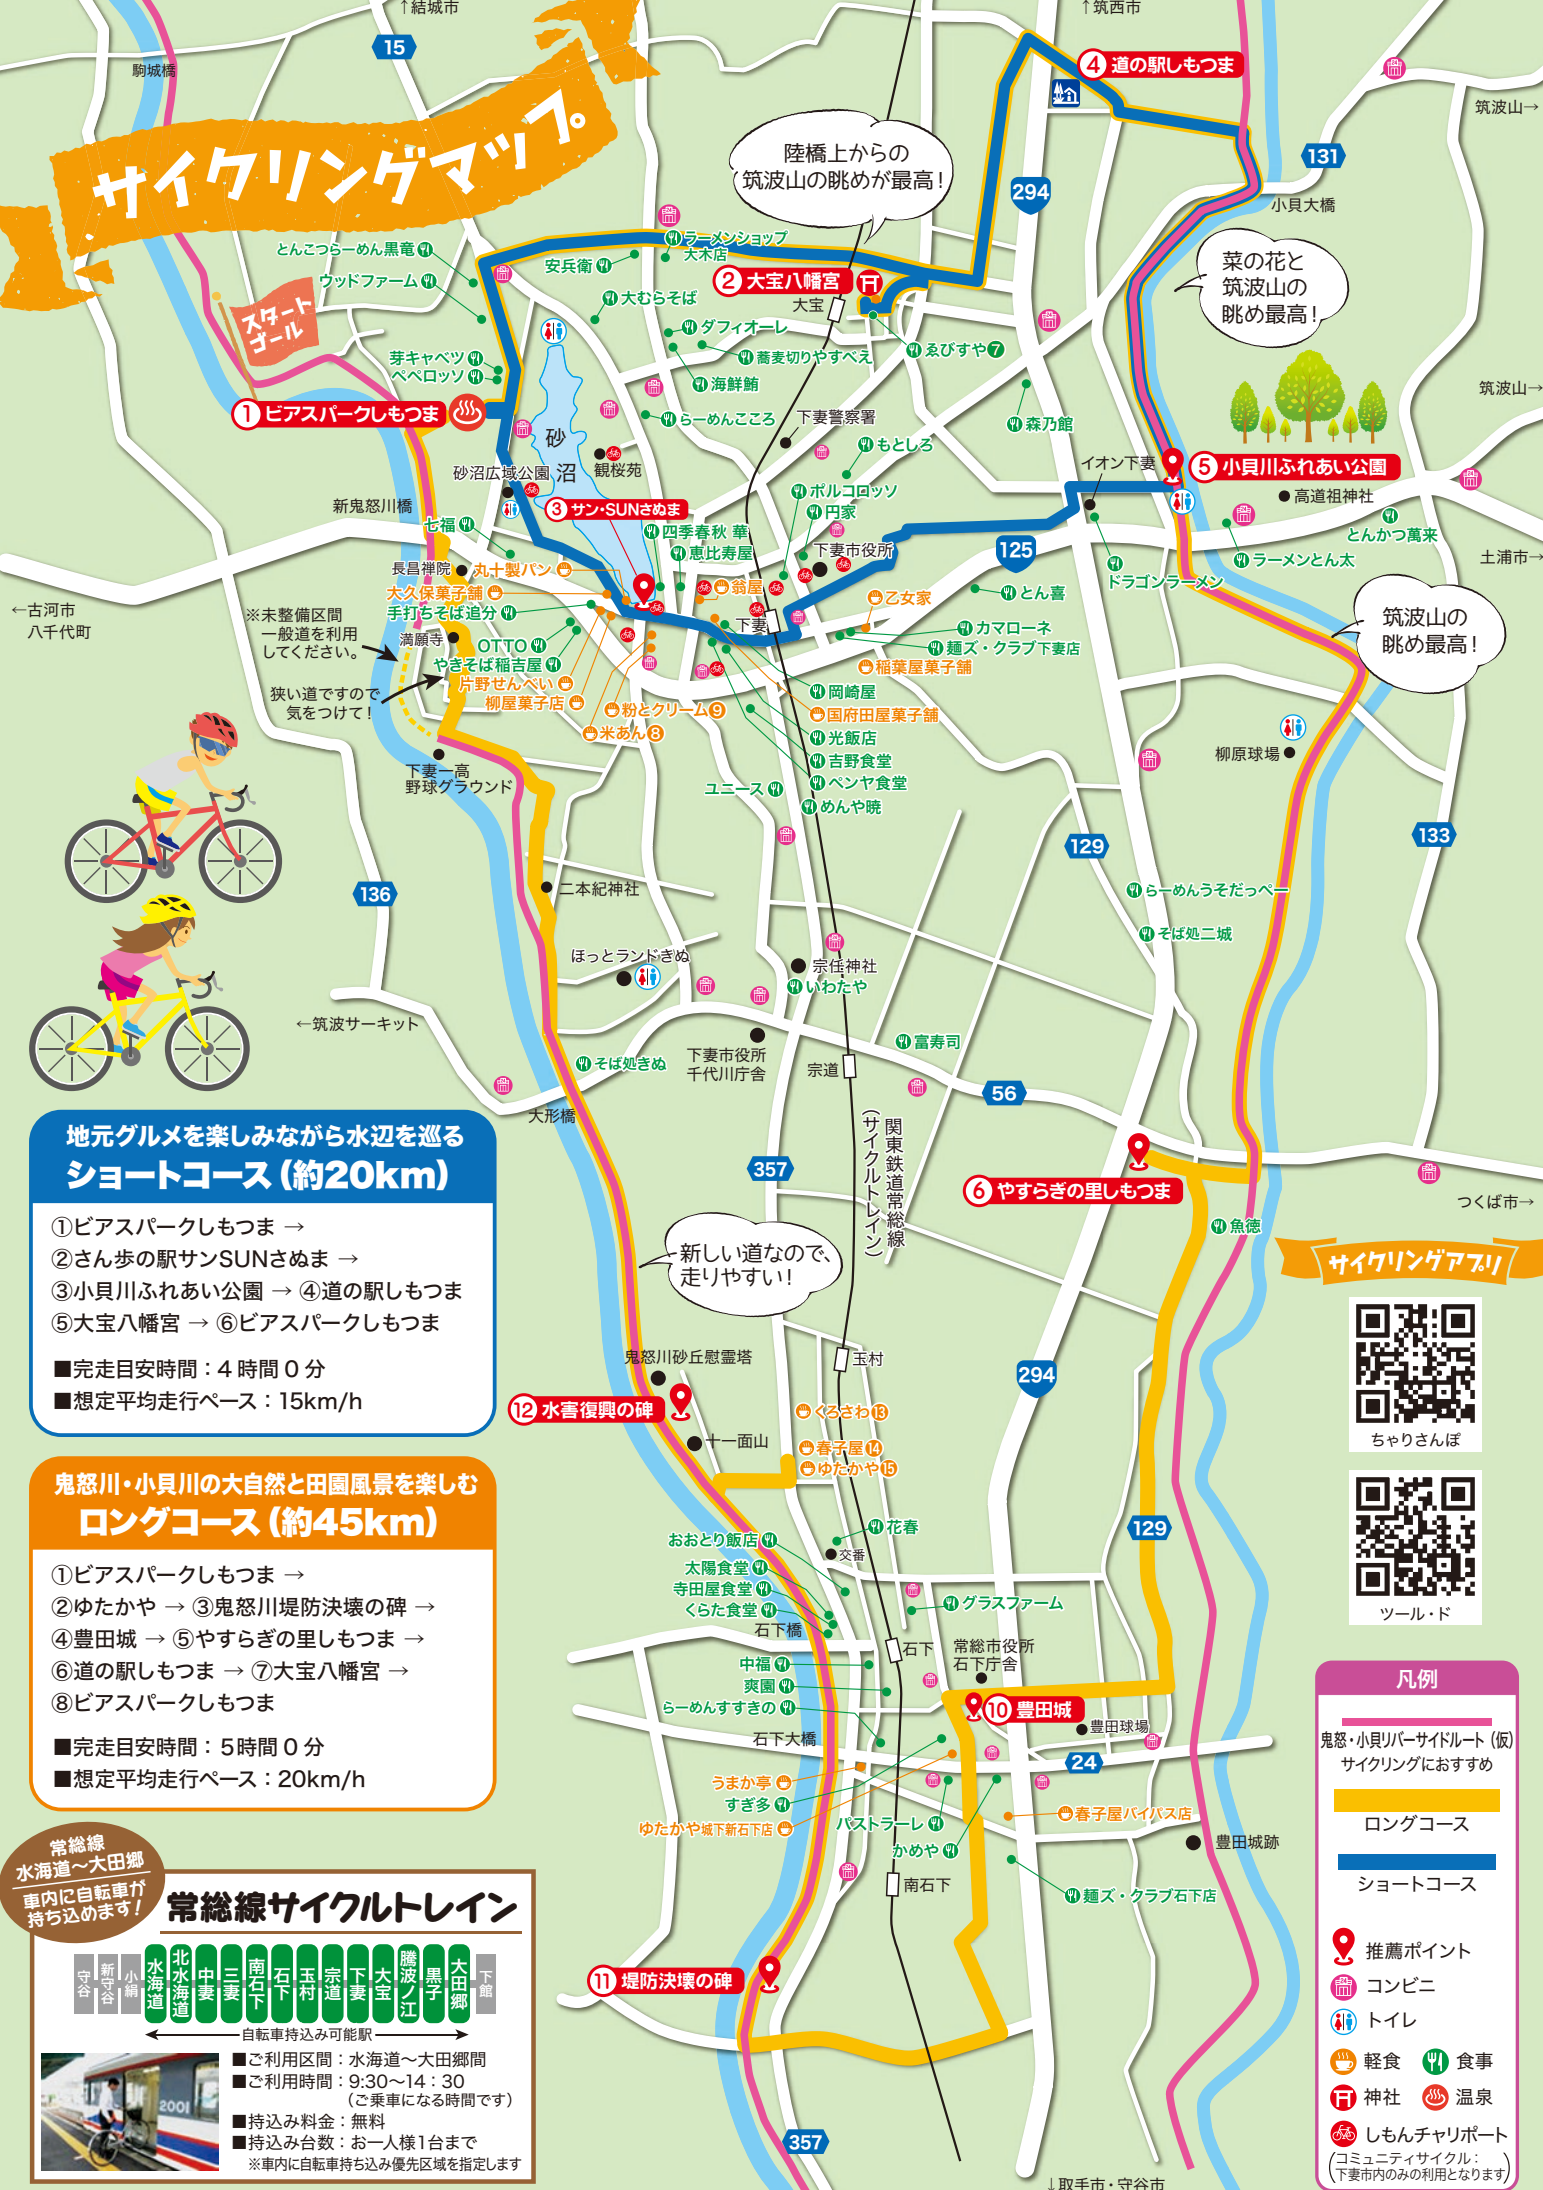 ↑結城市
↑筑西市
15
駒城橋
④ 道の駅しもつま
筑波山→
サイクリングマップ
陸橋上からの
筑波山の眺めが最高!
131
294
小貝大橋
とんこつらーめん黒竜
ウッドファーム
安兵衛
ラーメンショップ
大木店
② 大宝八幡宮
大宝
菜の花と
筑波山の
眺め最高!
スタート
ゴール
大むらそば
ダフィオーレ
蕎麦切りやすべえ
ゑびすや❼
芽キャベツ
ペペロッソ
海鮮鮪
筑波山→
① ビアスパークしもつま
らーめんこころ
下妻警察署
森乃館
砂沼
もとしろ
観桜苑
砂沼広域公園
イオン下妻
⑤ 小貝川ふれあい公園
高道祖神社
新鬼怒川橋
③ サン・SUNさぬま
ポルコロッソ
円家
七福
四季春秋 華
恵比寿屋
下妻市役所
125
とんかつ萬来
ラーメンとん太
土浦市→
長昌禅院
丸十製パン
ドラゴンラーメン
大久保菓子舗
翁屋
乙女家
とん喜
←古河市
八千代町
手打ちそば追分
※未整備区間
一般道を利用
してください。
満願寺
下妻
カマローネ
麺ズ・クラブ下妻店
筑波山の
眺め最高!
OTTO
やきそば稲吉屋
稲葉屋菓子舗
片野せんべい
狭い道ですので
気をつけて!
柳屋菓子店
粉とクリーム❾
岡崎屋
国府田屋菓子舗
米あん❽
光飯店
柳原球場
下妻一高
野球グラウンド
吉野食堂
ペンヤ食堂
ユニース
めんや暁
133
129
136
二本紀神社
らーめんうそだっぺー
そば処二城
ほっとランドきぬ
宗任神社
いわたや
←筑波サーキット
下妻市役所
千代川庁舎
富寿司
そば処きぬ
宗道
56
大形橋
関東鉄道常総線
(サイクルトレイン)
357
⑥ やすらぎの里しもつま
つくば市→
魚徳
地元グルメを楽しみながら水辺を巡る
ショートコース(約20km)
①ビアスパークしもつま →
②さん歩の駅サンSUNさぬま →
③小貝川ふれあい公園 → ④道の駅しもつま
⑤大宝八幡宮 → ⑥ビアスパークしもつま
■完走目安時間：4時間0分
■想定平均走行ペース：15km/h
新しい道なので、
走りやすい!
サイクリングアプリ
ちゃりさんぽ
ツール・ド
鬼怒川砂丘慰霊塔
玉村
294
⑫ 水害復興の碑
くろさわ⓭
十一面山
春子屋⓮
ゆたかや⓯
鬼怒川・小貝川の大自然と田園風景を楽しむ
ロングコース(約45km)
①ビアスパークしもつま →
②ゆたかや → ③鬼怒川堤防決壊の碑 →
④豊田城 → ⑤やすらぎの里しもつま →
⑥道の駅しもつま → ⑦大宝八幡宮 →
⑧ビアスパークしもつま
■完走目安時間：5時間0分
■想定平均走行ペース：20km/h
花春
おおとり飯店
交番
129
太陽食堂
寺田屋食堂
くらた食堂
グラスファーム
石下橋
石下
常総市役所
石下庁舎
中福
爽園
らーめんすすきの
⑩ 豊田城
石下大橋
豊田球場
24
うまか亭
すぎ多
ゆたかや城下新石下店
パストラーレ
かめや
春子屋バイパス店
豊田城跡
南石下
麺ズ・クラブ石下店
⑪ 堤防決壊の碑
357
↓取手市・守谷市
凡例
鬼怒・小貝リバーサイドルート(仮)
サイクリングにおすすめ
ロングコース
ショートコース
推薦ポイント
コンビニ
トイレ
軽食 食事
神社 温泉
しもんチャリポート
(コミュニティサイクル：
下妻市内のみの利用となります)
常総線
水海道～大田郷
車内に自転車が
持ち込めます!
常総線サイクルトレイン
守谷 新守谷 小絹 水海道 北水海道 中妻 三妻 南石下 石下 玉村 宗道 下妻 大宝 騰波ノ江 黒子 大田郷 下館
自転車持込み可能駅
■ご利用区間：水海道～大田郷間
■ご利用時間：9:30～14：30
(ご乗車になる時間です)
■持込み料金：無料
■持込み台数：お一人様1台まで
※車内に自転車持ち込み優先区域を指定します
2001